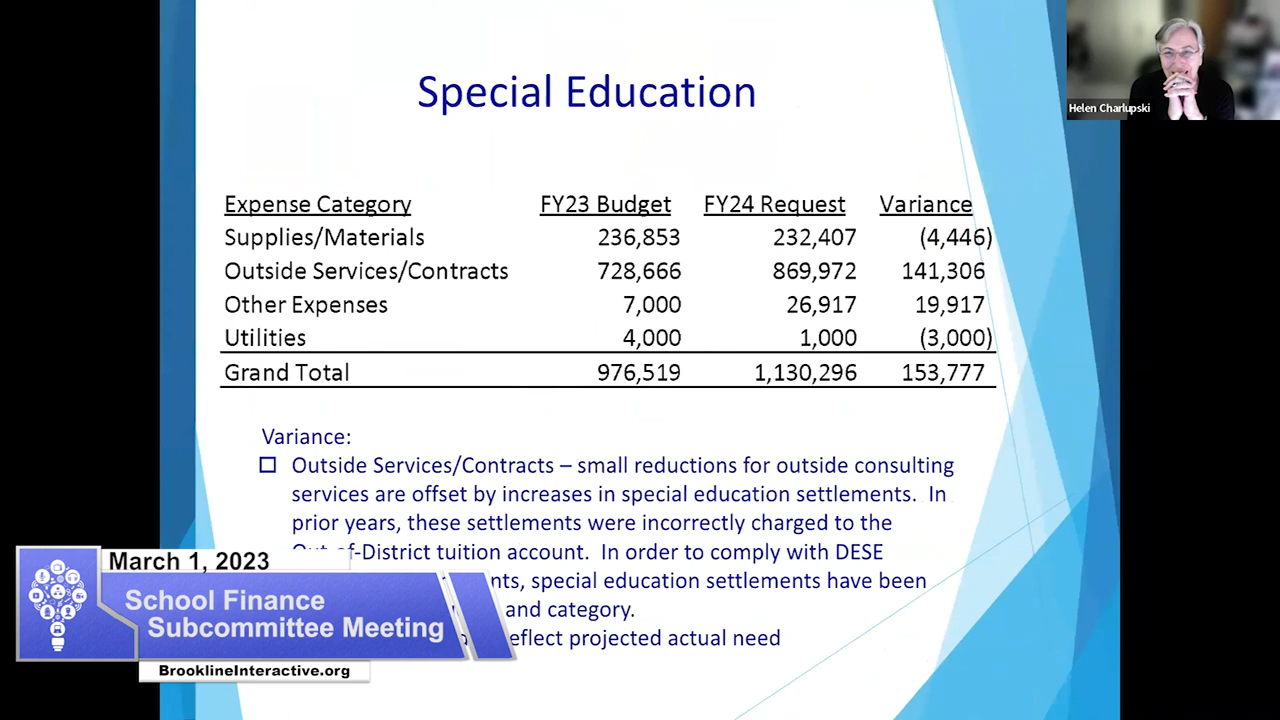 Special Education
Helen Charlupski
Expense Category FY23 Budget FY24 Request Variance
Supplies/Materials 236,853 232,407 (4,446)
Outside Services/Contracts 728,666 869,972 141,306
Other Expenses 7,000 26,917 19,917
Utilities 4,000 1,000 (3,000)
Grand Total 976,519 1,130,296 153,777
Variance:
Outside Services/Contracts – small reductions for outside consulting
services are offset by increases in special education settlements. In
prior years, these settlements were incorrectly charged to the
Out-of-District tuition account. In order to comply with DESE
special education settlements have been
and category.
reflect projected actual need
March 1, 2023
School Finance
Subcommittee Meeting
BrooklineInteractive.org